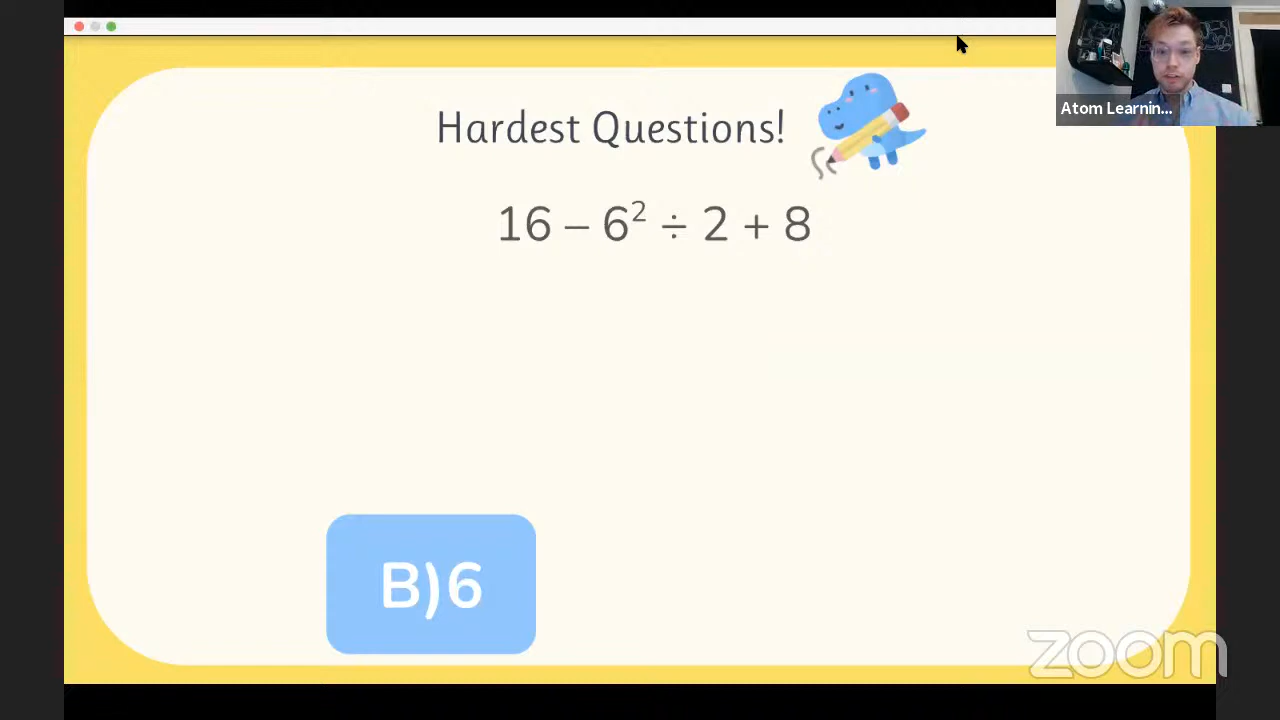 Atom Learnin...
Hardest Questions!
16 – 6² ÷ 2 + 8
B)6
zoom